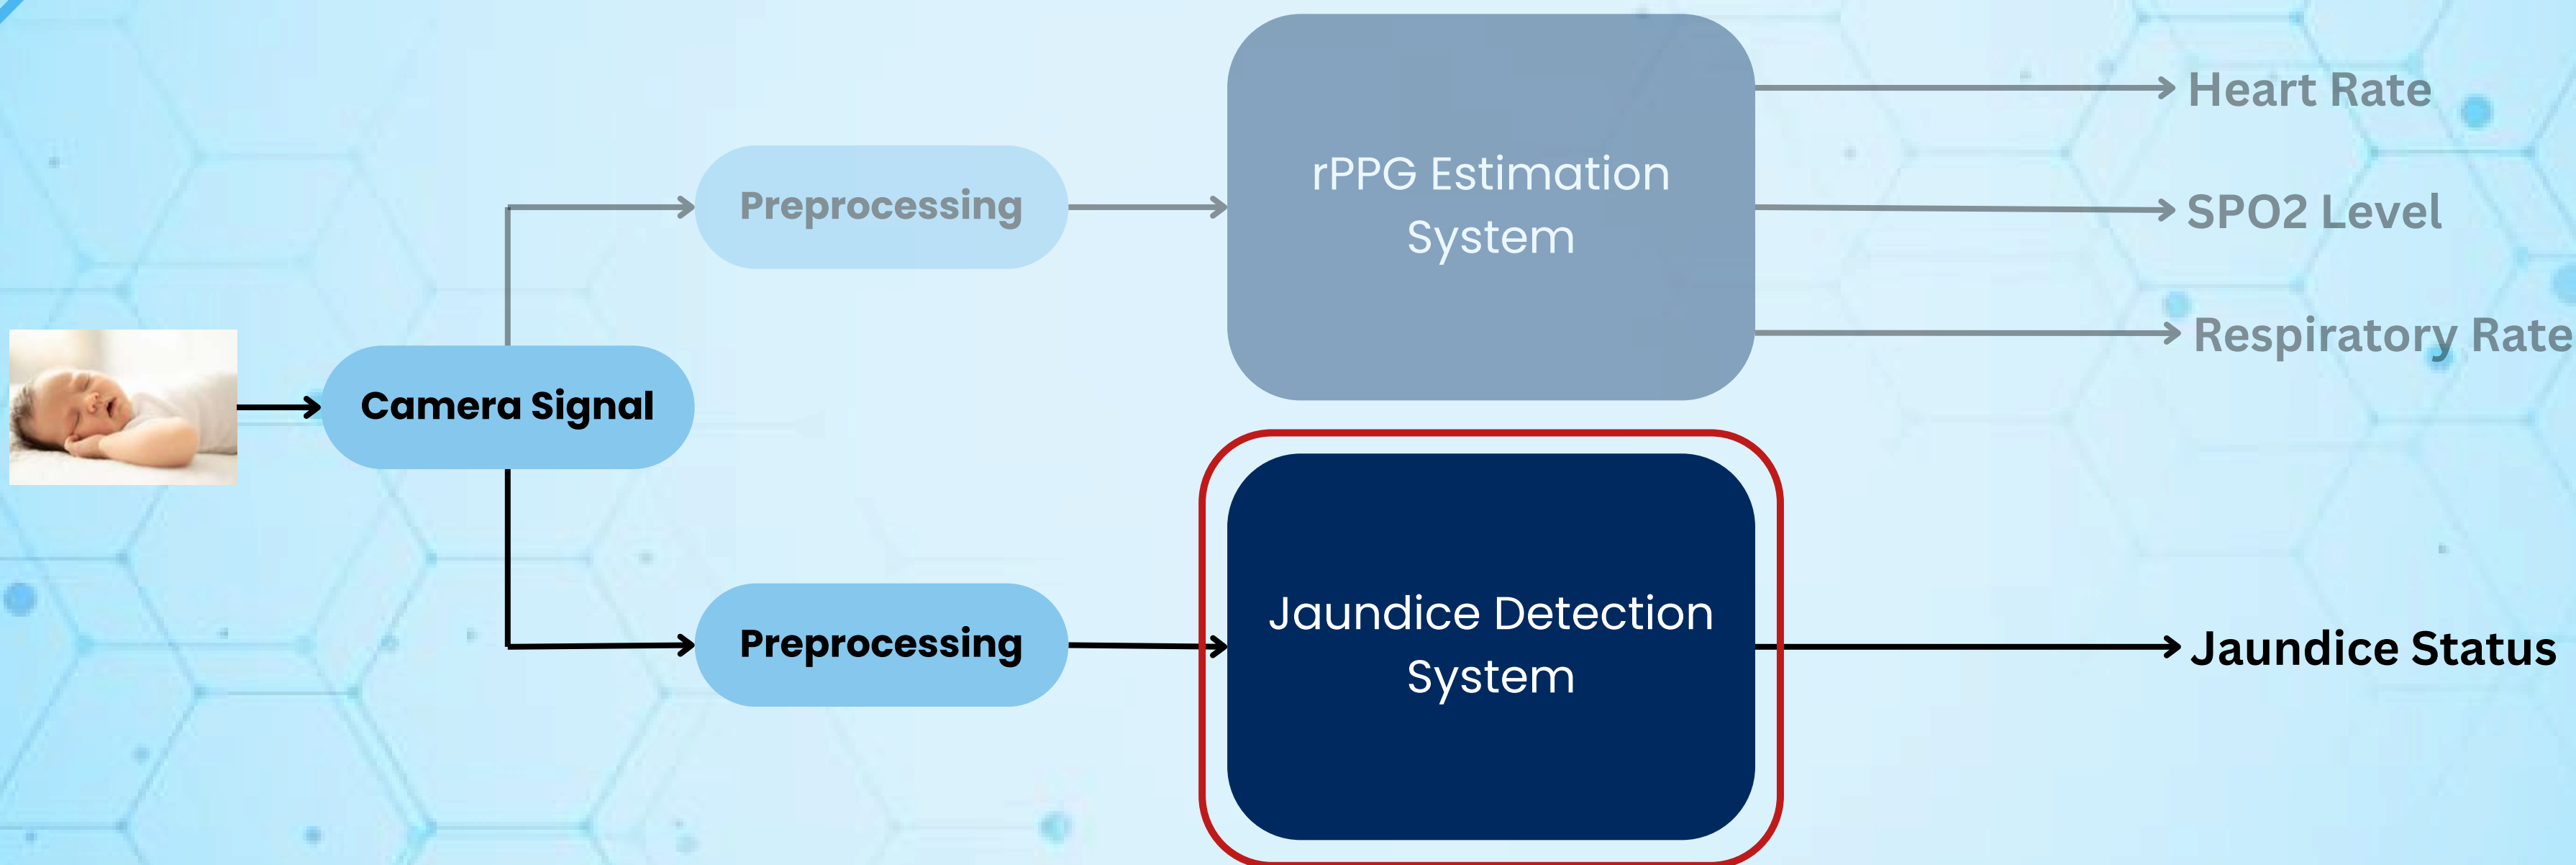 Heart Rate
Preprocessing
rPPG Estimation
System
SPO2 Level
Respiratory Rate
Camera Signal
Preprocessing
Jaundice Detection
System
Jaundice Status